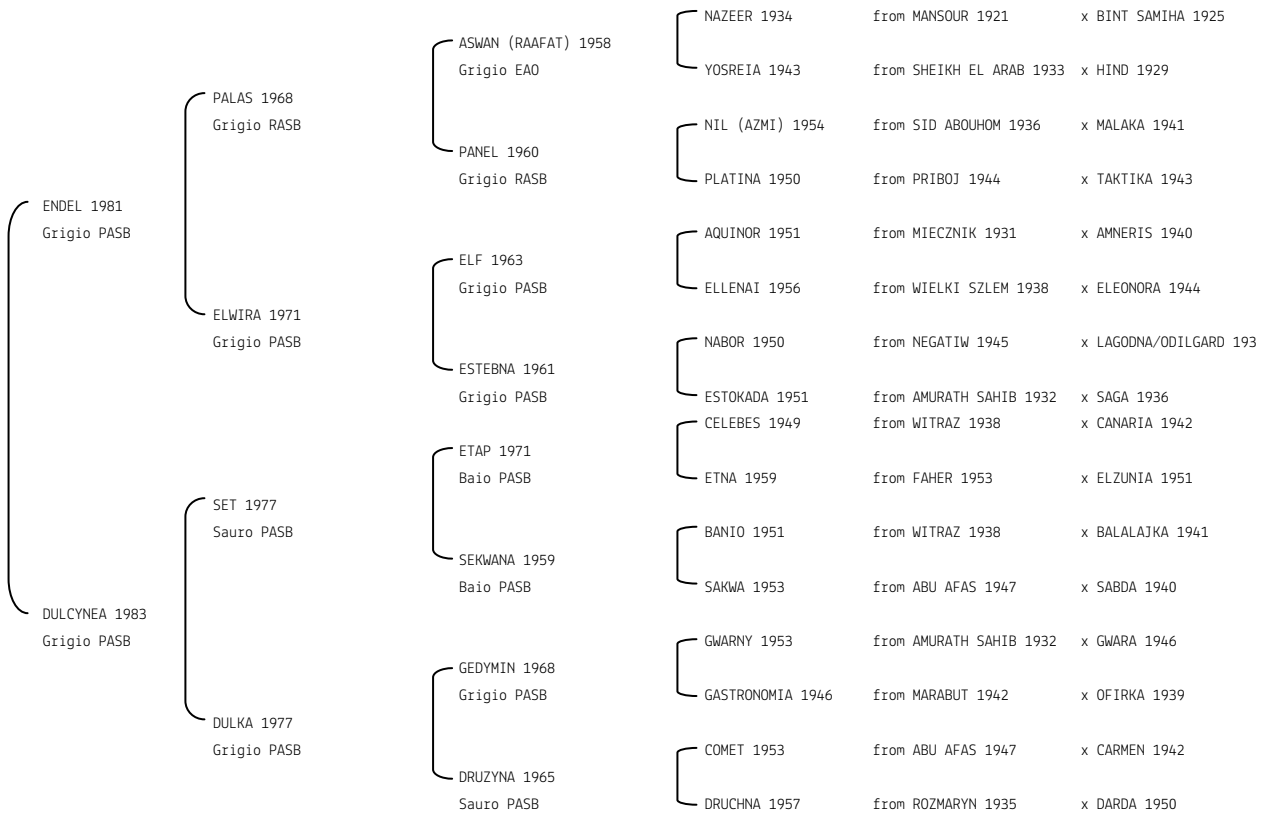 NAZEER 1934 from MANSOUR 1921 x BINT SAMIHA 1925
ASWAN (RAAFAT) 1958
Grigio EAO
YOSREIA 1943 from SHEIKH EL ARAB 1933 x HIND 1929
PALAS 1968
Grigio RASB
NIL (AZMI) 1954 from SID ABOUHOM 1936 x MALAKA 1941
PANEL 1960
Grigio RASB
PLATINA 1950 from PRIBOJ 1944 x TAKTIKA 1943
ENDEL 1981
Grigio PASB
AQUINOR 1951 from MIECZNIK 1931 x AMNERIS 1940
ELF 1963
Grigio PASB
ELLENAI 1956 from WIELKI SZLEM 1938 x ELEONORA 1944
ELWIRA 1971
Grigio PASB
NABOR 1950 from NEGATIW 1945 x LAGODNA/ODILGARD 193
ESTEBNA 1961
Grigio PASB
ESTOKADA 1951 from AMURATH SAHIB 1932 x SAGA 1936
CELEBES 1949 from WITRAZ 1938 x CANARIA 1942
ETAP 1971
Baio PASB
ETNA 1959 from FAHER 1953 x ELZUNIA 1951
SET 1977
Sauro PASB
BANIO 1951 from WITRAZ 1938 x BALALAJKA 1941
SEKWANA 1959
Baio PASB
SAKWA 1953 from ABU AFAS 1947 x SABDA 1940
DULCYNEA 1983
Grigio PASB
GWARNY 1953 from AMURATH SAHIB 1932 x GWARA 1946
GEDYMIN 1968
Grigio PASB
GASTRONOMIA 1946 from MARABUT 1942 x OFIRKA 1939
DULKA 1977
Grigio PASB
COMET 1953 from ABU AFAS 1947 x CARMEN 1942
DRUZYNA 1965
Sauro PASB
DRUCHNA 1957 from ROZMARYN 1935 x DARDA 1950